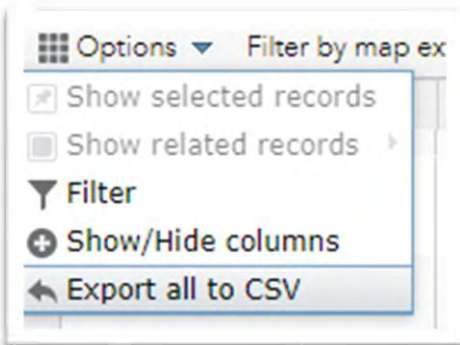 Options Filter by map ex
Show selected records
Show related records
Filter
Show/Hide columns
Export all to CSV